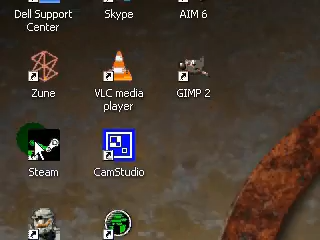 Dell Support
Center
Skype
AIM 6
Zune
VLC media
player
GIMP 2
Steam
CamStudio